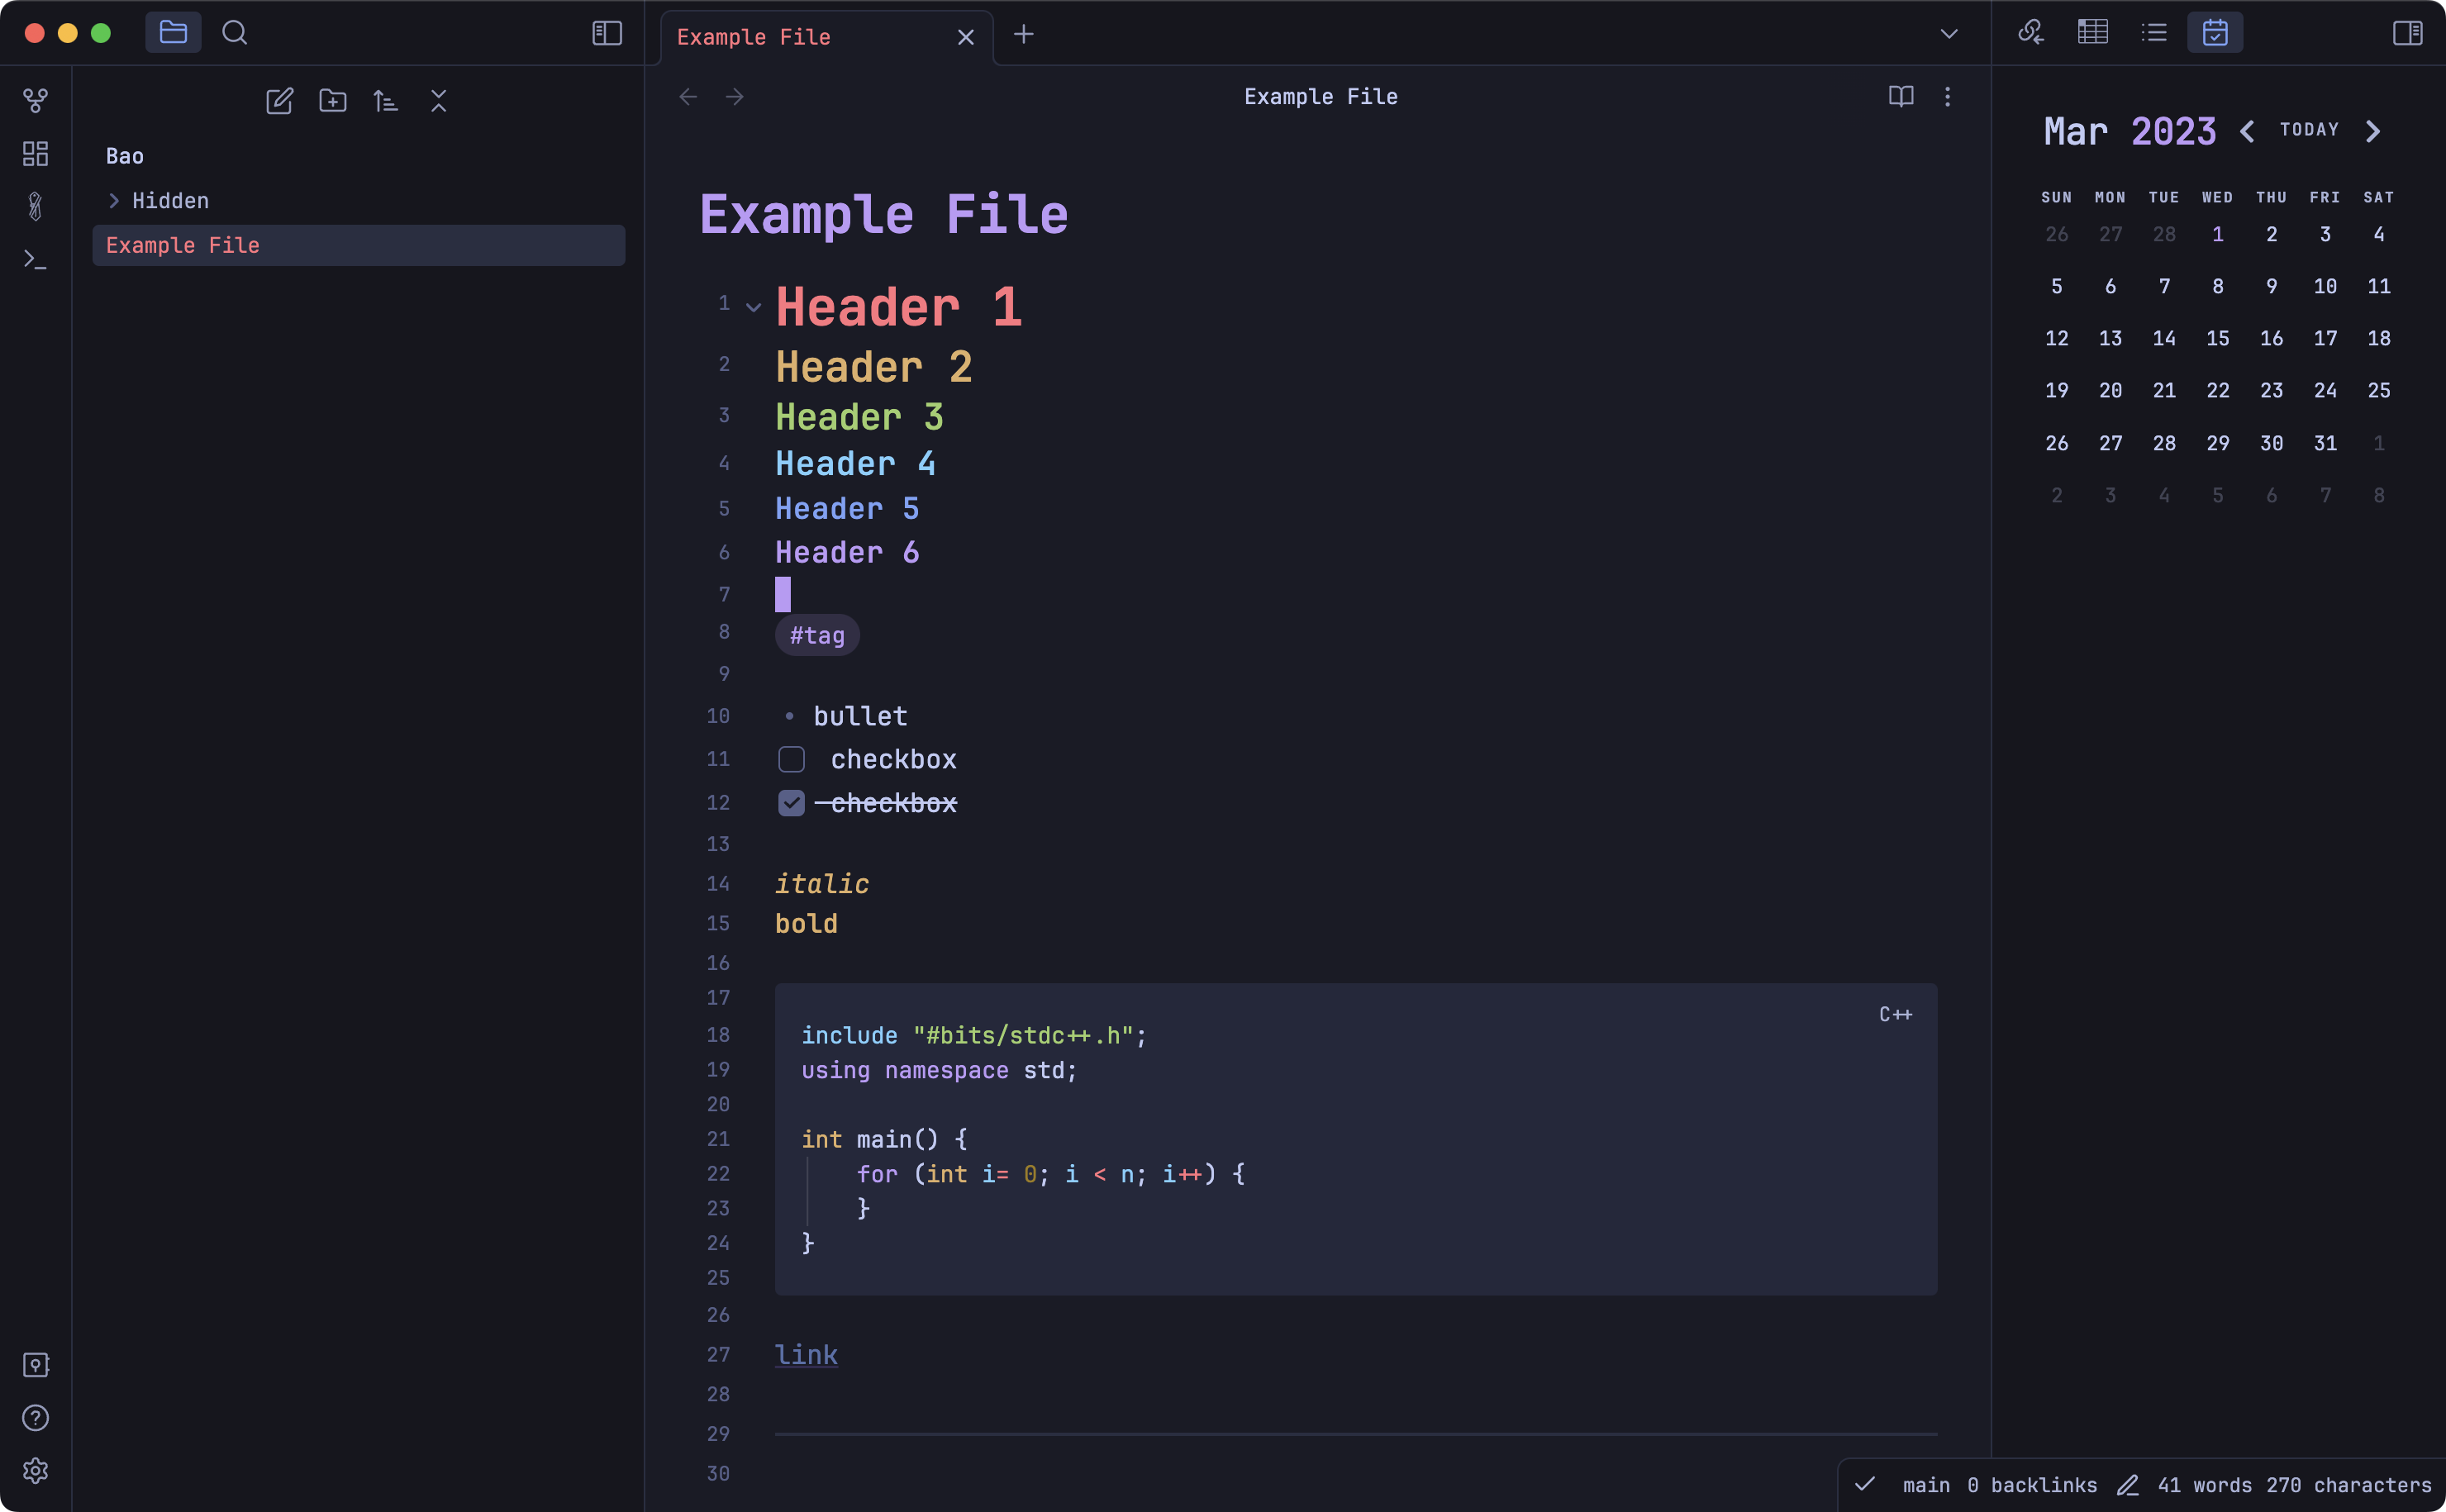 Example File
Example File
Bao
Hidden
Example File
Example File
1 Header 1
2 Header 2
3 Header 3
4 Header 4
5 Header 5
6 Header 6
7
8 #tag
9
10 • bullet
11 checkbox
12 checkbox
13
14 italic
15 bold
16
17
C++
18 include "#bits/stdc++.h";
19 using namespace std;
20
21 int main() {
22     for (int i= 0; i < n; i++) {
23     }
24 }
25
26
27 link
28
29
30
Mar 2023 TODAY
SUN MON TUE WED THU FRI SAT
26 27 28 1 2 3 4
5 6 7 8 9 10 11
12 13 14 15 16 17 18
19 20 21 22 23 24 25
26 27 28 29 30 31 1
2 3 4 5 6 7 8
main 0 backlinks 41 words 270 characters